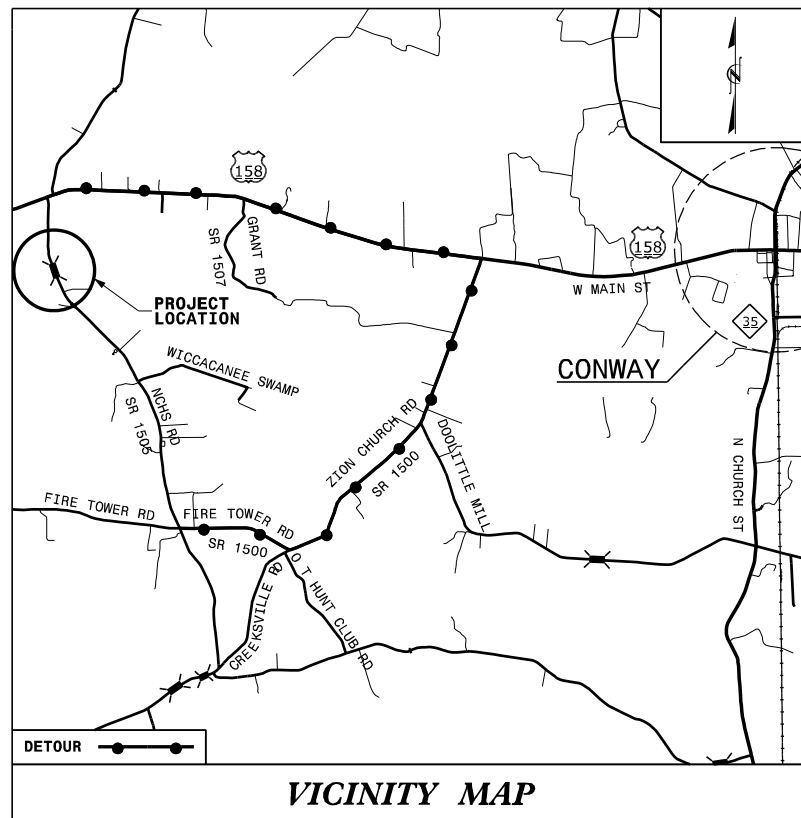 158
GRANT RD
SR 1507
158
W MAIN ST
PROJECT
LOCATION
35
CONWAY
WICCACANEE SWAMP
NCHS RD
SR 1505
ZION CHURCH RD
SR 1500
DOOLITTLE MILL
N CHURCH ST
FIRE TOWER RD
FIRE TOWER RD
SR 1500
CREEKSVILLE RD
O T HUNT CLUB RD
DETOUR
VICINITY MAP